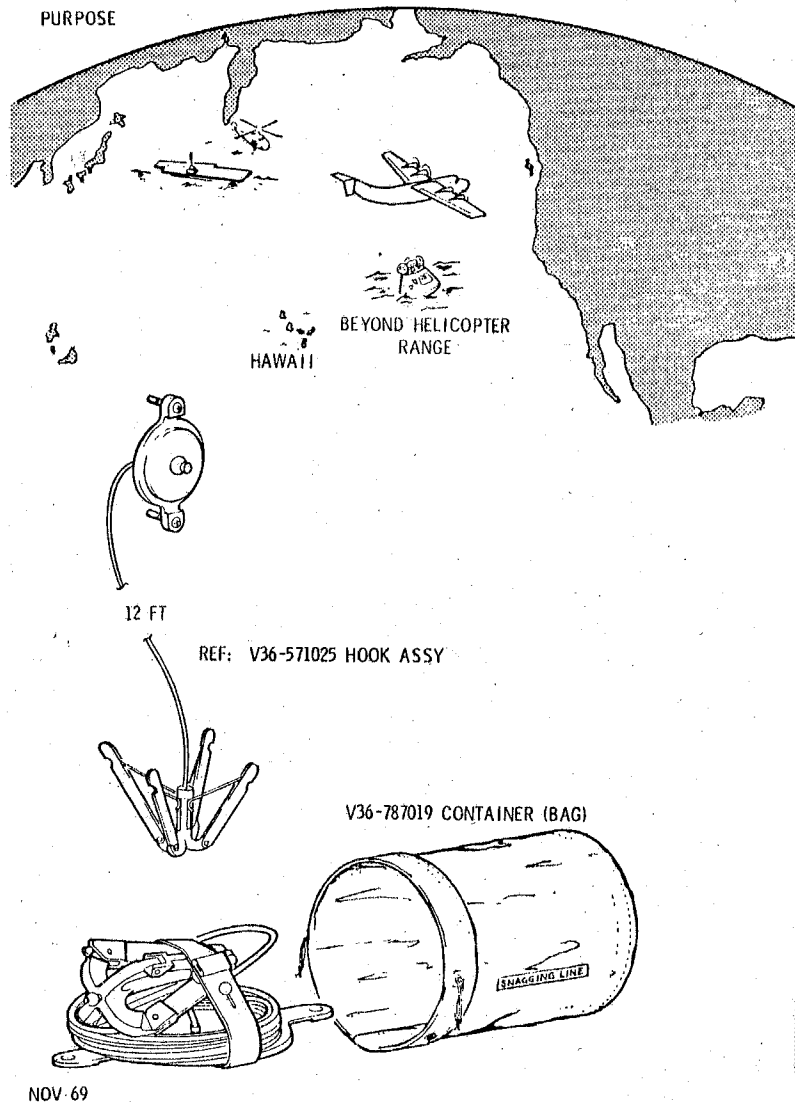 PURPOSE
BEYOND HELICOPTER
RANGE
HAWAII
12 FT
REF: V36-571025 HOOK ASSY
V36-787019 CONTAINER (BAG)
SNAGGING LINE
NOV 69